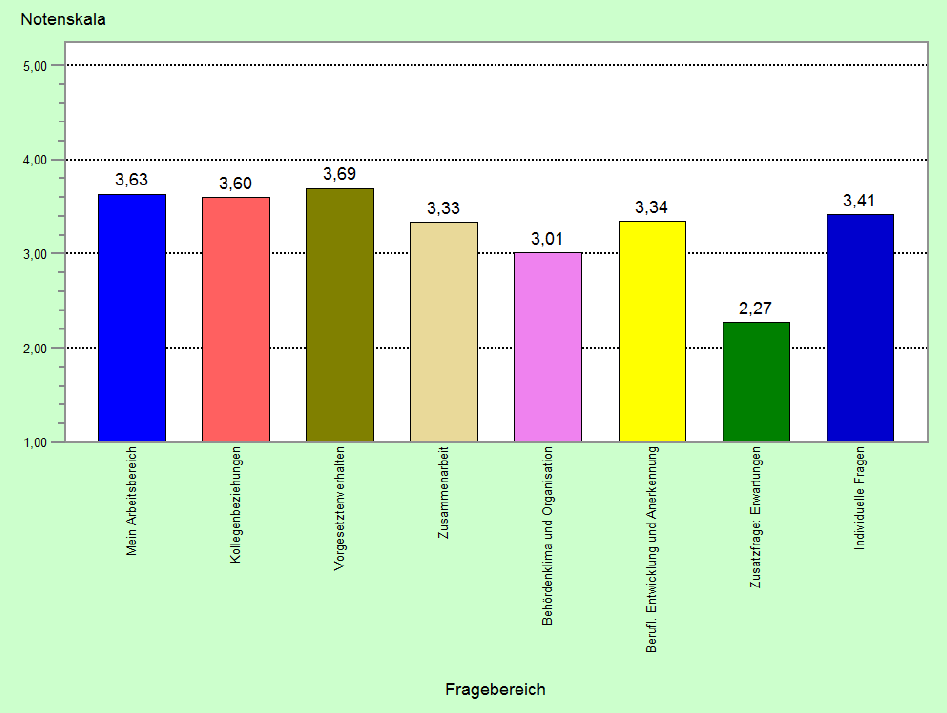 Notenskala
5,00
4,00
3,00
2,00
1,00
3,63
3,60
3,69
3,33
3,01
3,34
2,27
3,41
Mein Arbeitsbereich
Kollegenbeziehungen
Vorgesetztenverhalten
Zusammenarbeit
Behördenklima und Organisation
Berufl. Entwicklung und Anerkennung
Zusatzfrage: Erwartungen
Individuelle Fragen
Fragebereich